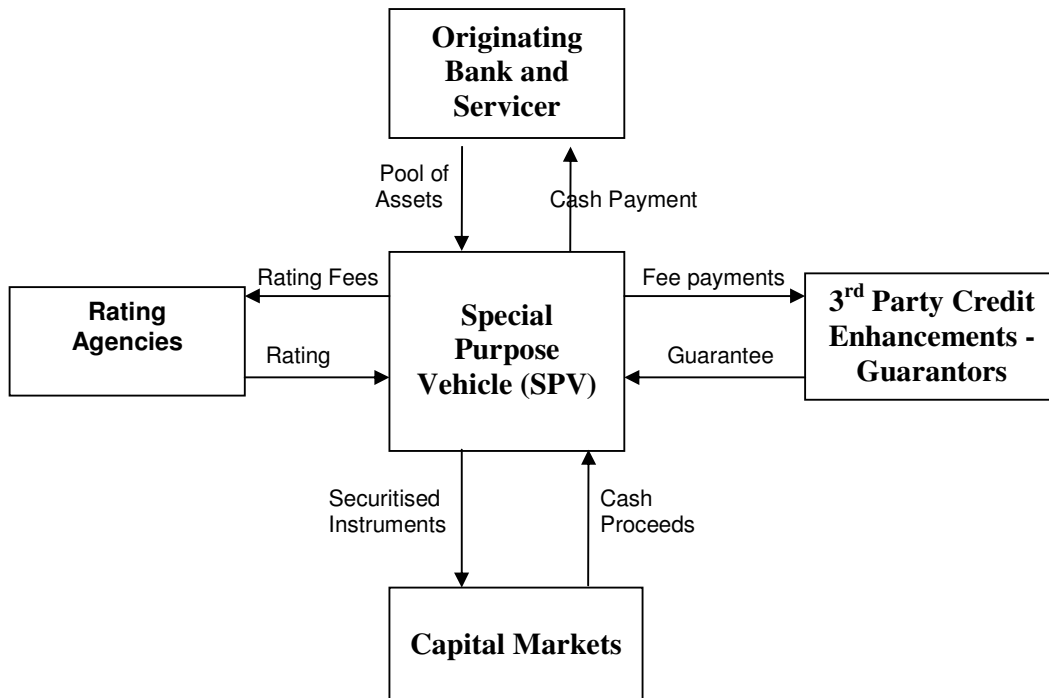 Originating
Bank and
Servicer
Pool of
Assets
Cash Payment
Rating Fees
Fee payments
Rating
Agencies
Rating
Special
Purpose
Vehicle (SPV)
Guarantee
3rd Party Credit
Enhancements -
Guarantors
Securitised
Instruments
Cash
Proceeds
Capital Markets